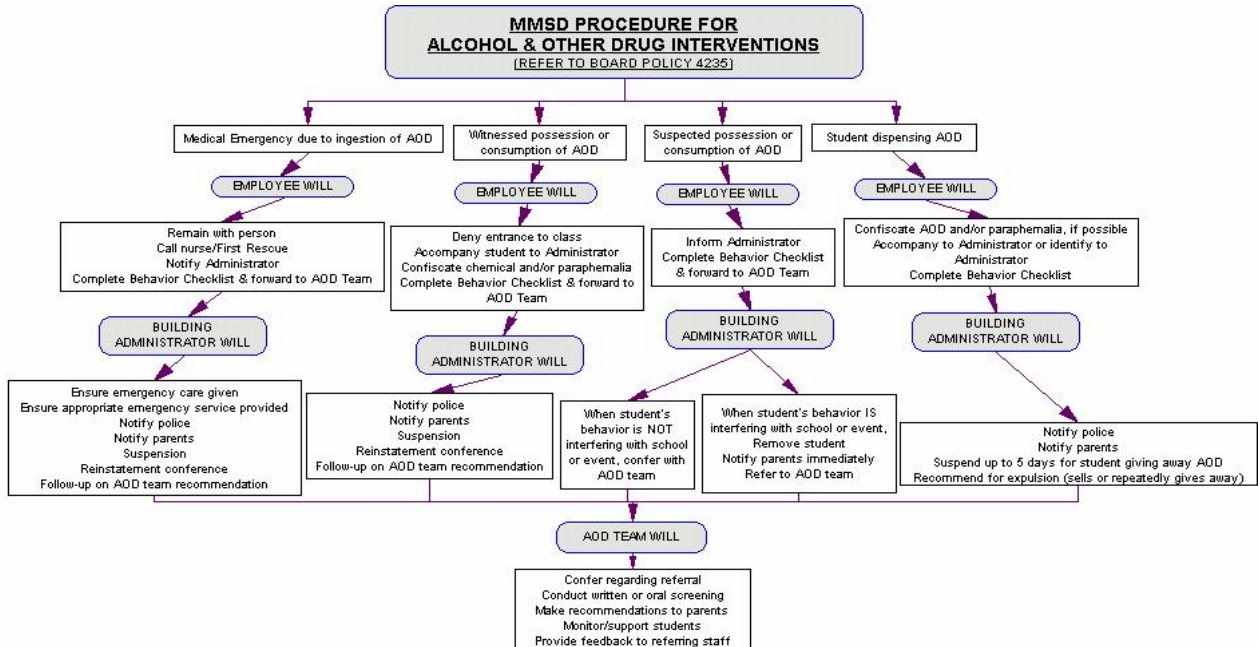 MMSD PROCEDURE FOR
ALCOHOL & OTHER DRUG INTERVENTIONS
(REFER TO BOARD POLICY 4235)
Medical Emergency due to ingestion of AOD
Witnessed possession or
consumption of AOD
Suspected possession or
consumption of AOD
Student dispensing AOD
EMPLOYEE WILL
EMPLOYEE WILL
EMPLOYEE WILL
EMPLOYEE WILL
Remain with person
Call nurse/First Rescue
Notify Administrator
Complete Behavior Checklist & forward to AOD Team
Deny entrance to class
Accompany student to Administrator
Confiscate chemical and/or paraphemalia
Complete Behavior Checklist & forward to
AOD Team
Inform Administrator
Complete Behavior Checklist
& forward to AOD Team
Confiscate AOD and/or paraphemalia, if possible
Accompany to Administrator or identify to
Administrator
Complete Behavior Checklist
BUILDING
ADMINISTRATOR WILL
BUILDING
ADMINISTRATOR WILL
BUILDING
ADMINISTRATOR WILL
BUILDING
ADMINISTRATOR WILL
Ensure emergency care given
Ensure appropriate emergency service provided
Notify police
Notify parents
Suspension
Reinstatement conference
Follow-up on AOD team recommendation
Notify police
Notify parents
Suspension
Reinstatement conference
Follow-up on AOD team recommendation
When student's
behavior is NOT
interfering with school
or event, confer with
AOD team
When student's behavior IS
interfering with school or event,
Remove student
Notify parents immediately
Refer to AOD team
Notify police
Notify parents
Suspend up to 5 days for student giving away AOD
Recommend for expulsion (sells or repeatedly gives away)
AOD TEAM WILL
Confer regarding referral
Conduct written or oral screening
Make recommendations to parents
Monitor/support students
Provide feedback to referring staff